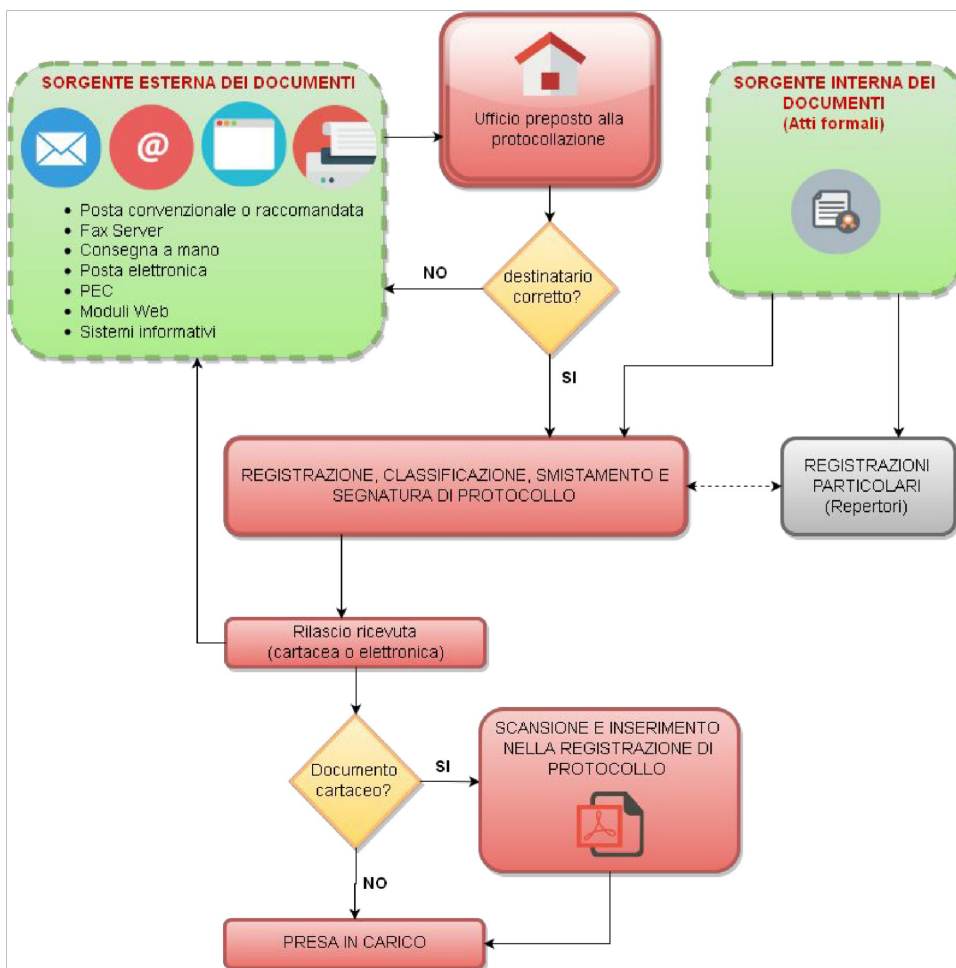 SORGENTE ESTERNA DEI DOCUMENTI
@
• Posta convenzionale o raccomandata
• Fax Server
• Consegna a mano
• Posta elettronica
• PEC
• Moduli Web
• Sistemi informativi
Ufficio preposto alla
protocollazione
SORGENTE INTERNA DEI
DOCUMENTI
(Atti formali)
NO
destinatario
corretto?
SI
REGISTRAZIONE, CLASSIFICAZIONE, SMISTAMENTO E
SEGNATURA DI PROTOCOLLO
REGISTRAZIONI
PARTICOLARI
(Repertori)
Rilascio ricevuta
(cartacea o elettronica)
Documento
cartaceo?
SI
SCANSIONE E INSERIMENTO
NELLA REGISTRAZIONE DI
PROTOCOLLO
NO
PRESA IN CARICO